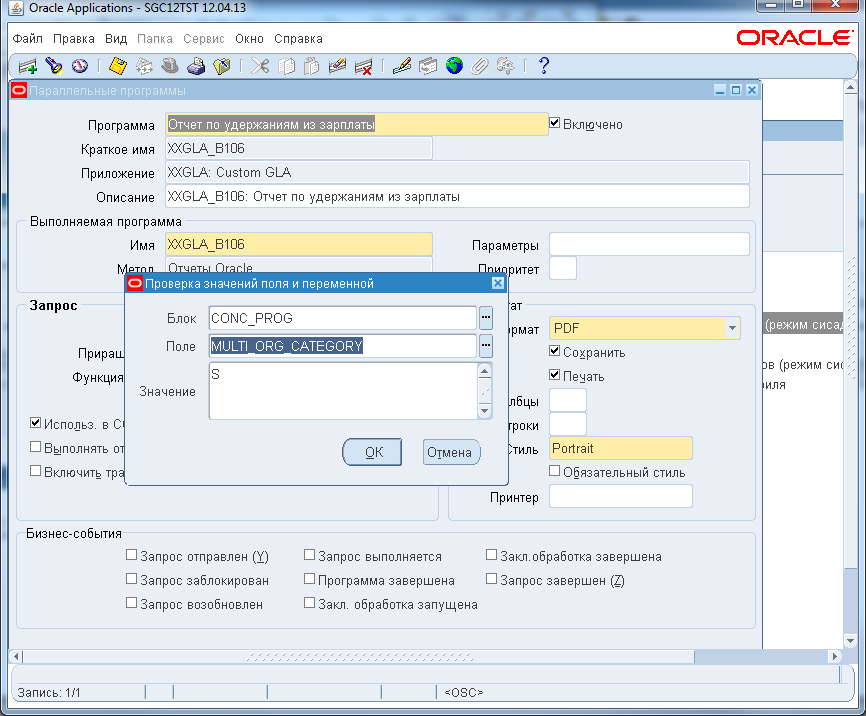 Oracle Applications - SGC12TST 12.04.13
Файл Правка Вид Папка Сервис Окно Справка
ORACLE
?
Параллельные программы
Программа Отчет по удержаниям из зарплаты Включено
Краткое имя XXGLA_B106
Приложение XXGLA: Custom GLA
Описание XXGLA_B106: Отчет по удержаниям из зарплаты
Выполняемая программа
Имя XXGLA_B106 Параметры
Метод Отчеты Oracle Приоритет
Проверка значений поля и переменной
Блок CONC_PROG
Поле MULTI_ORG_CATEGORY
Значение S
ОК Отмена
Запрос
Приращ
Функция
Использ. в С
Выполнять от
Включить тра
тат
ормат PDF
Сохранить
Печать
лбцы
троки
Стиль Portrait
Обязательный стиль
Принтер
(режим сисад
ов (режим сис
иля
Бизнес-события
Запрос отправлен (Y) Запрос выполняется Закл.обработка завершена
Запрос заблокирован Программа завершена Запрос завершен (Z)
Запрос возобновлен Закл. обработка запущена
Запись: 1/1 <OSC>